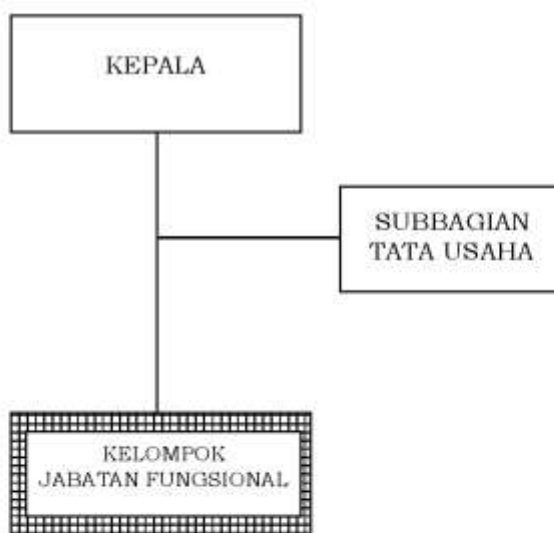 KEPALA
SUBBAGIAN
TATA USAHA
KELOMPOK
JABATAN FUNGSIONAL